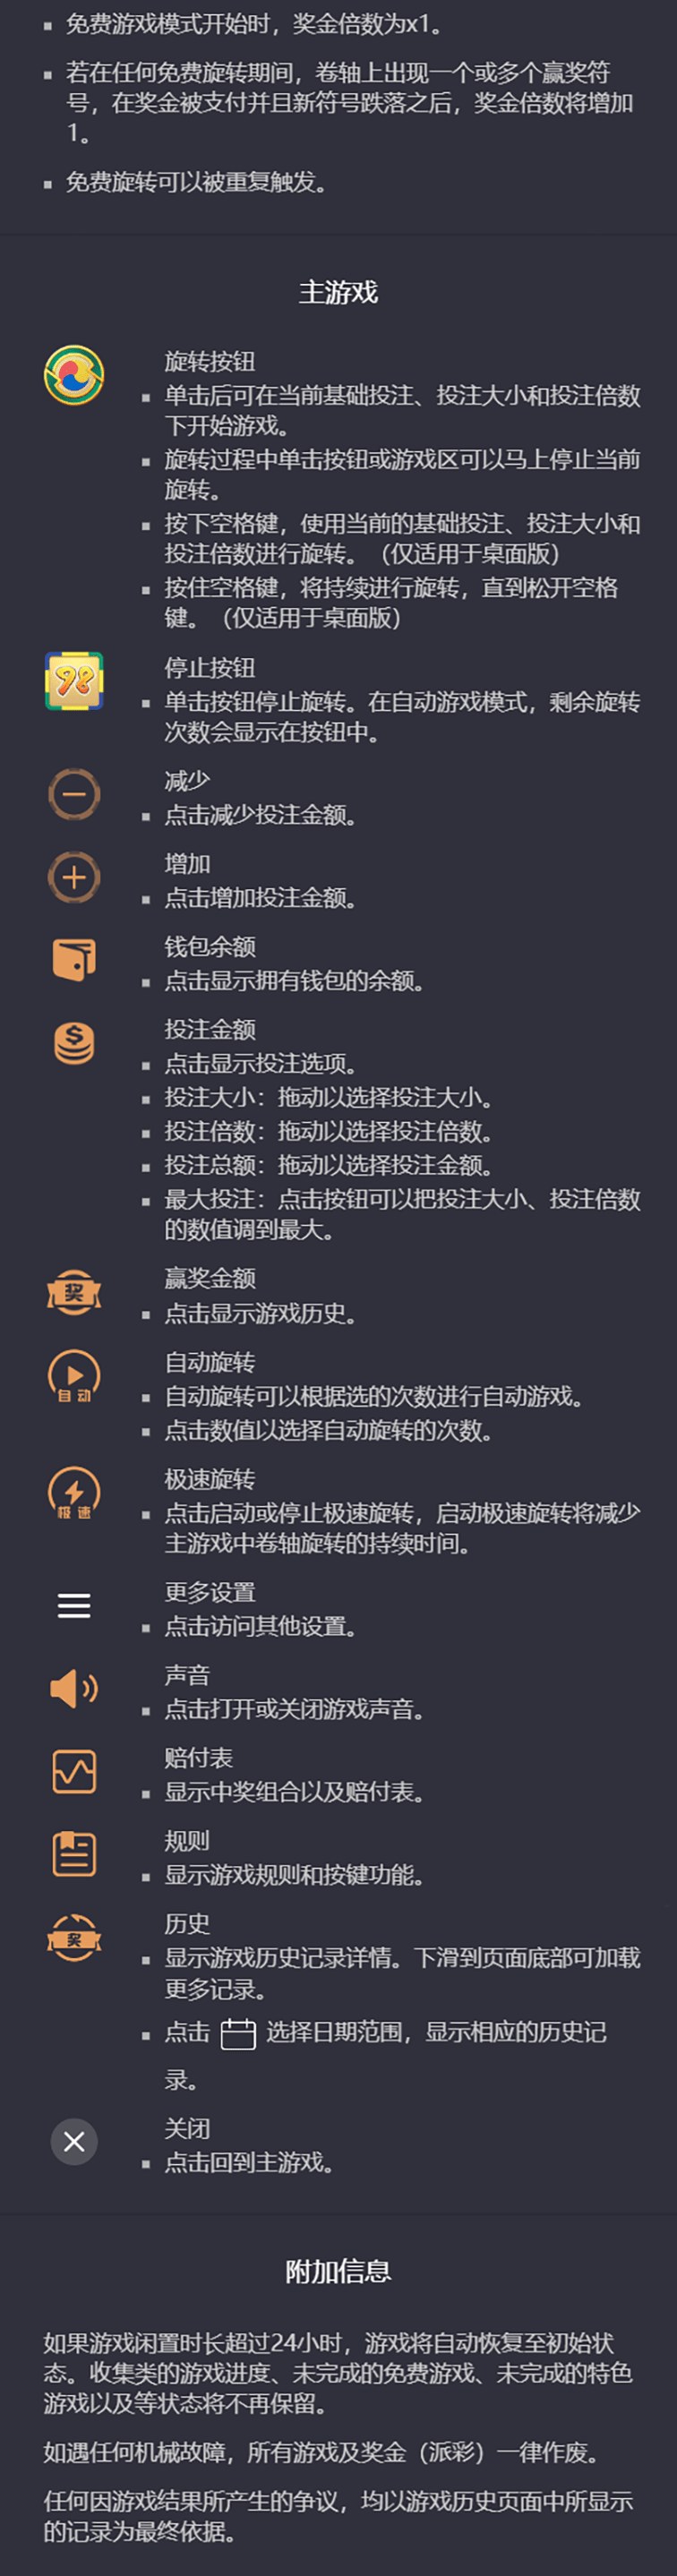 免费游戏模式开始时，奖金倍数为x1。
若在任何免费旋转期间，卷轴上出现一个或多个赢奖符
号，在奖金被支付并且新符号跌落之后，奖金倍数将增加
1。
免费旋转可以被重复触发。
主游戏
旋转按钮
单击后可在当前基础投注、投注大小和投注倍数
下开始游戏。
旋转过程中单击按钮或游戏区可以马上停止当前
旋转。
按下空格键，使用当前的基础投注、投注大小和
投注倍数进行旋转。（仅适用于桌面版）
按住空格键，将持续进行旋转，直到松开空格
键。（仅适用于桌面版）
98
停止按钮
单击按钮停止旋转。在自动游戏模式，剩余旋转
次数会显示在按钮中。
减少
点击减少投注金额。
增加
点击增加投注金额。
钱包余额
点击显示拥有钱包的余额。
$
投注金额
点击显示投注选项。
投注大小：拖动以选择投注大小。
投注倍数：拖动以选择投注倍数。
投注总额：拖动以选择投注金额。
最大投注：点击按钮可以把投注大小、投注倍数
的数值调到最大。
奖
赢奖金额
点击显示游戏历史。
自动
自动旋转
自动旋转可以根据选的次数进行自动游戏。
点击数值以选择自动旋转的次数。
极速
极速旋转
点击启动或停止极速旋转，启动极速旋转将减少
主游戏中卷轴旋转的持续时间。
更多设置
点击访问其他设置。
声音
点击打开或关闭游戏声音。
赔付表
显示中奖组合以及赔付表。
规则
显示游戏规则和按键功能。
奖
历史
显示游戏历史记录详情。下滑到页面底部可加载
更多记录。
点击 选择日期范围，显示相应的历史记
录。
关闭
点击回到主游戏。
附加信息
如果游戏闲置时长超过24小时，游戏将自动恢复至初始状
态。收集类的游戏进度、未完成的免费游戏、未完成的特色
游戏以及等状态将不再保留。
如遇任何机械故障，所有游戏及奖金（派彩）一律作废。
任何因游戏结果所产生的争议，均以游戏历史页面中所显示
的记录为最终依据。